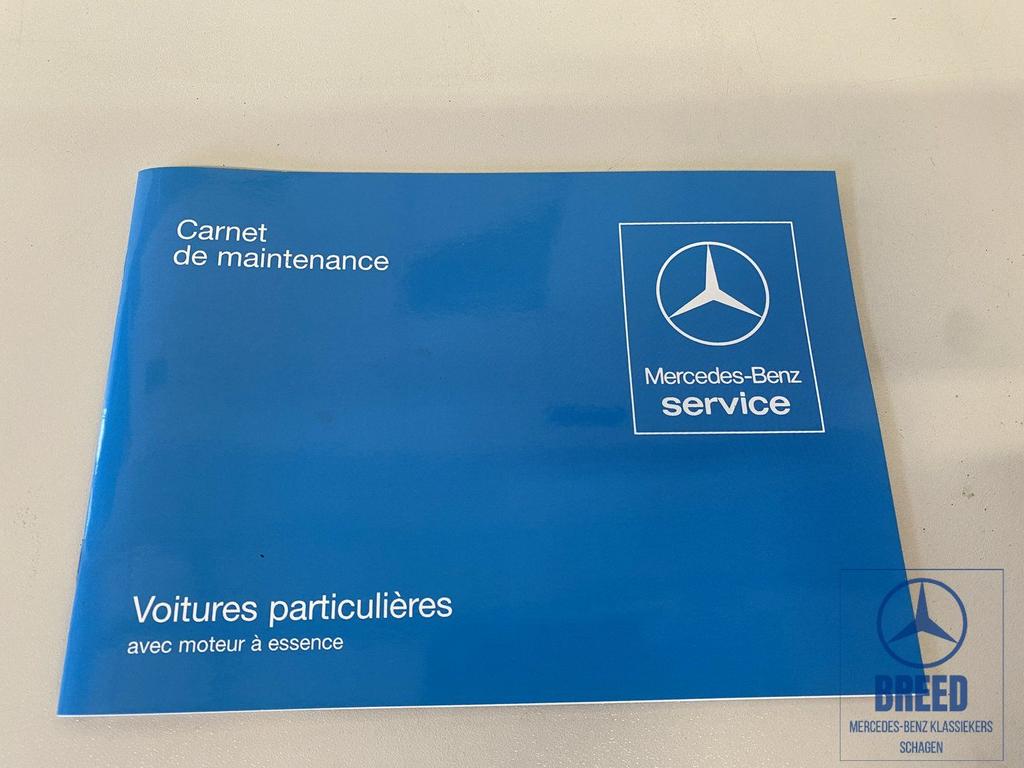 Carnet
de maintenance
Mercedes-Benz
service
Voitures particulières
avec moteur à essence
BREED
MERCEDES-BENZ KLASSIEKERS
SCHAGEN